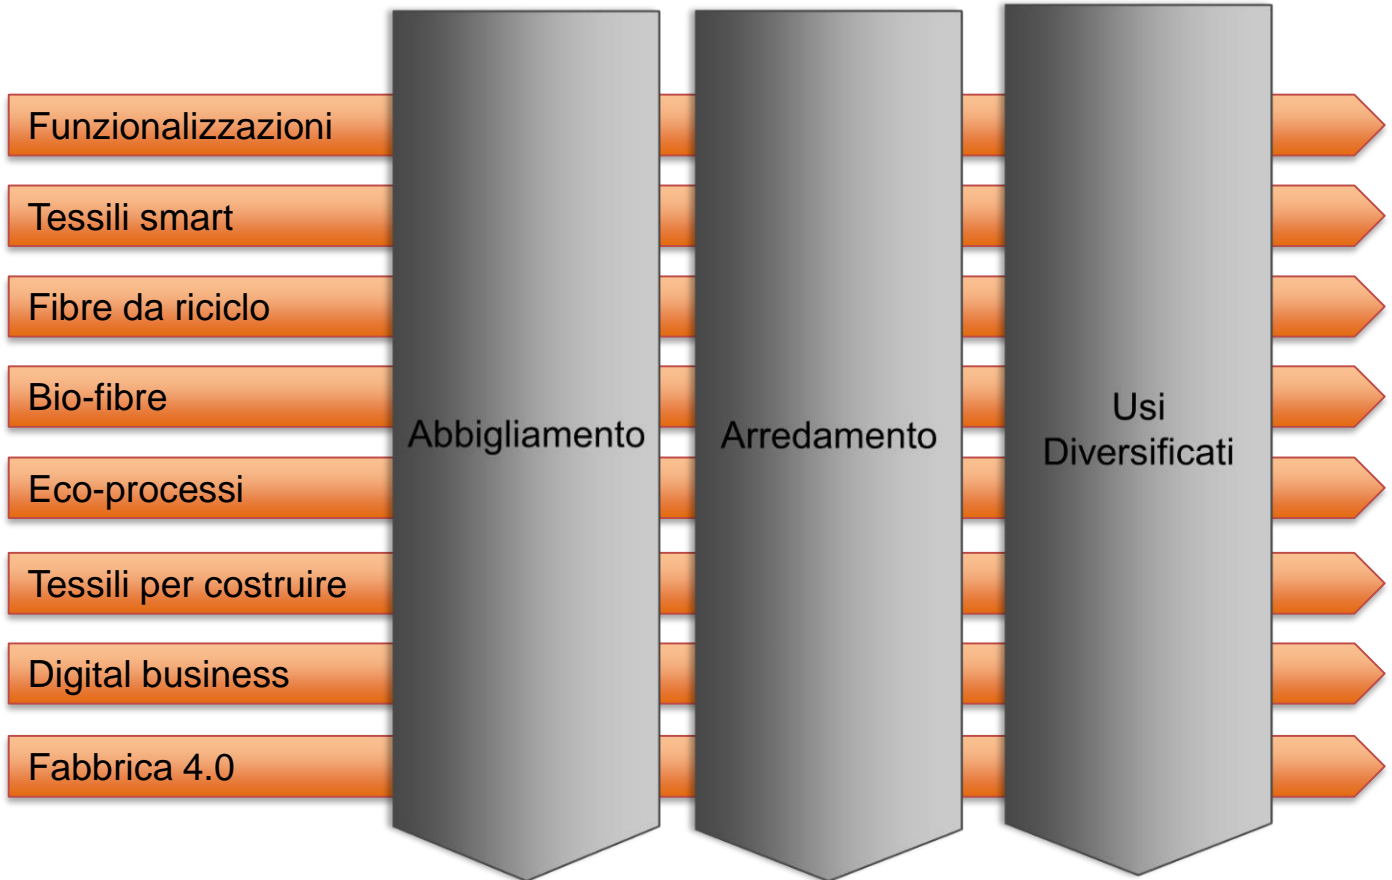 Funzionalizzazioni
Tessili smart
Fibre da riciclo
Bio-fibre
Eco-processi
Tessili per costruire
Digital business
Fabbrica 4.0
Abbigliamento
Arredamento
Usi
Diversificati